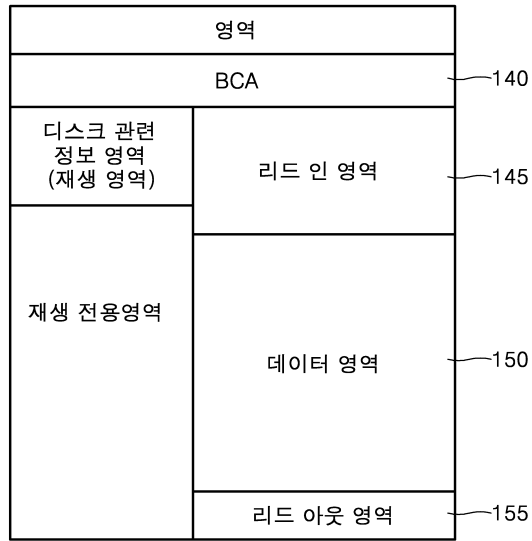 영역
BCA
140
디스크 관련
정보 영역
(재생 영역)
리드 인 영역
145
재생 전용영역
데이터 영역
150
리드 아웃 영역
155